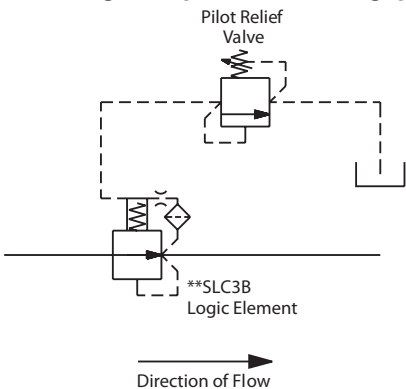 Pilot Relief
Valve
**SLC3B
Logic Element
Direction of Flow